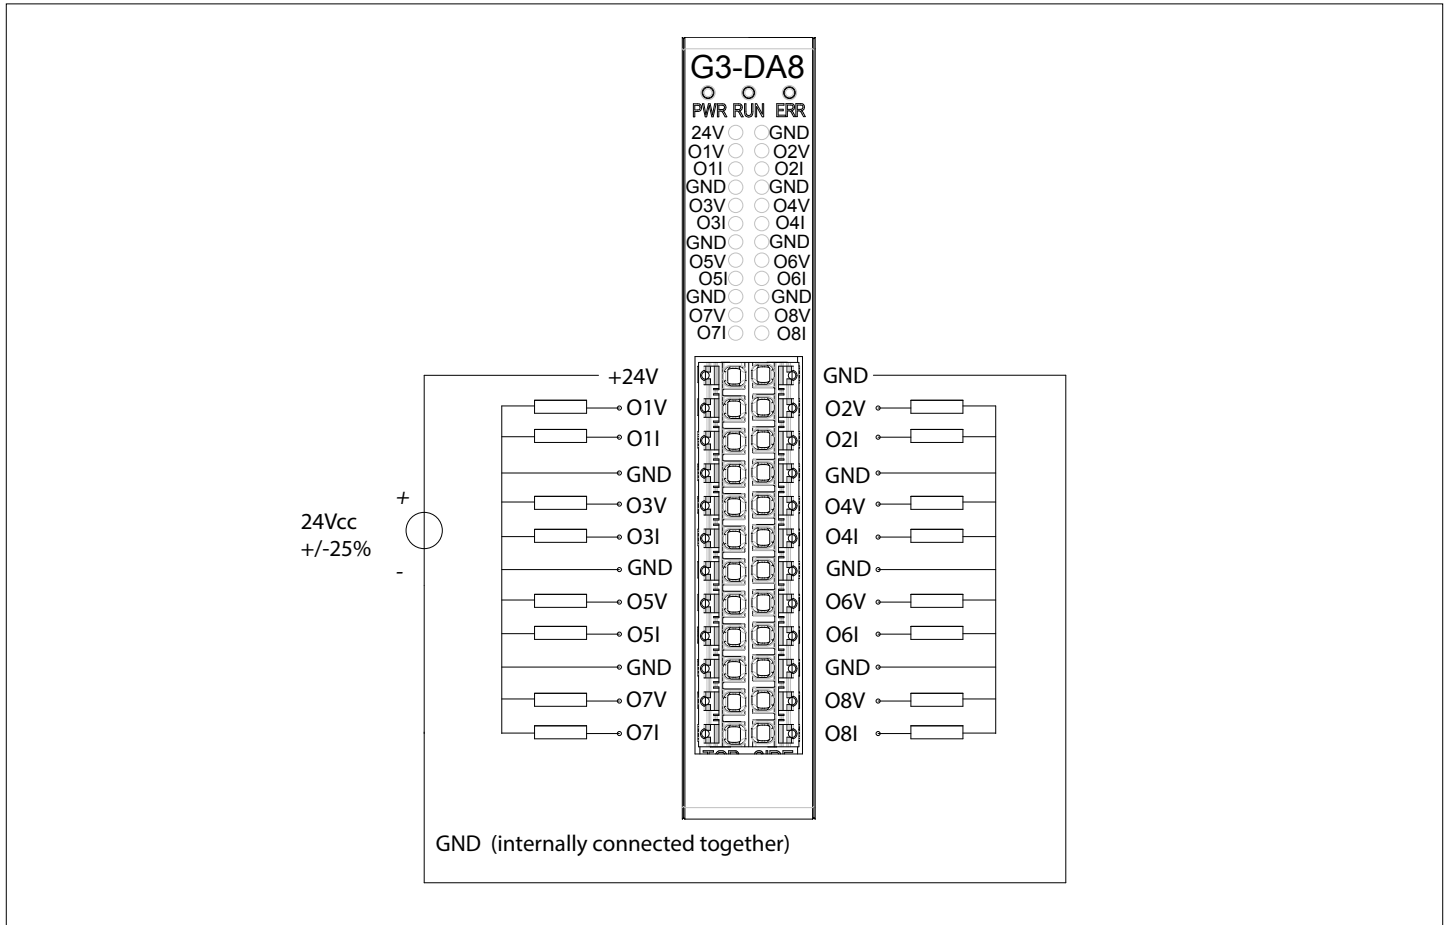 G3-DA8
PWR RUN ERR
24V GND
O1V O2V
O1I O2I
GND GND
O3V O4V
O3I O4I
GND GND
O5V O6V
O5I O6I
GND GND
O7V O8V
O7I O8I
+24V GND
O1V O2V
O1I O2I
GND GND
O3V O4V
O3I O4I
GND GND
O5V O6V
O5I O6I
GND GND
O7V O8V
O7I O8I
+
24Vcc
+/-25%
-
GND (internally connected together)